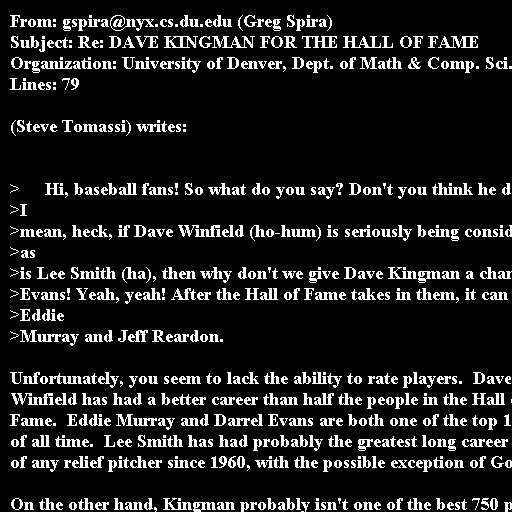 From: gspira@nyx.cs.du.edu (Greg Spira)
Subject: Re: DAVE KINGMAN FOR THE HALL OF FAME
Organization: University of Denver, Dept. of Math & Comp. Sci.
Lines: 79

(Steve Tomassi) writes:

>     Hi, baseball fans! So what do you say? Don't you think he
>I
>mean, heck, if Dave Winfield (ho-hum) is seriously being
>as
>is Lee Smith (ha), then why don't we give Dave Kingman a
>Evans! Yeah, yeah! After the Hall of Fame takes in them, it can
>Eddie
>Murray and Jeff Reardon.

Unfortunately, you seem to lack the ability to rate players.  Dave
Winfield has had a better career than half the people in the Hall
Fame.  Eddie Murray and Darrel Evans are both one of the top
of all time.  Lee Smith has had probably the greatest long career
of any relief pitcher since 1960, with the possible exception of

On the other hand, Kingman probably isn't one of the best 750